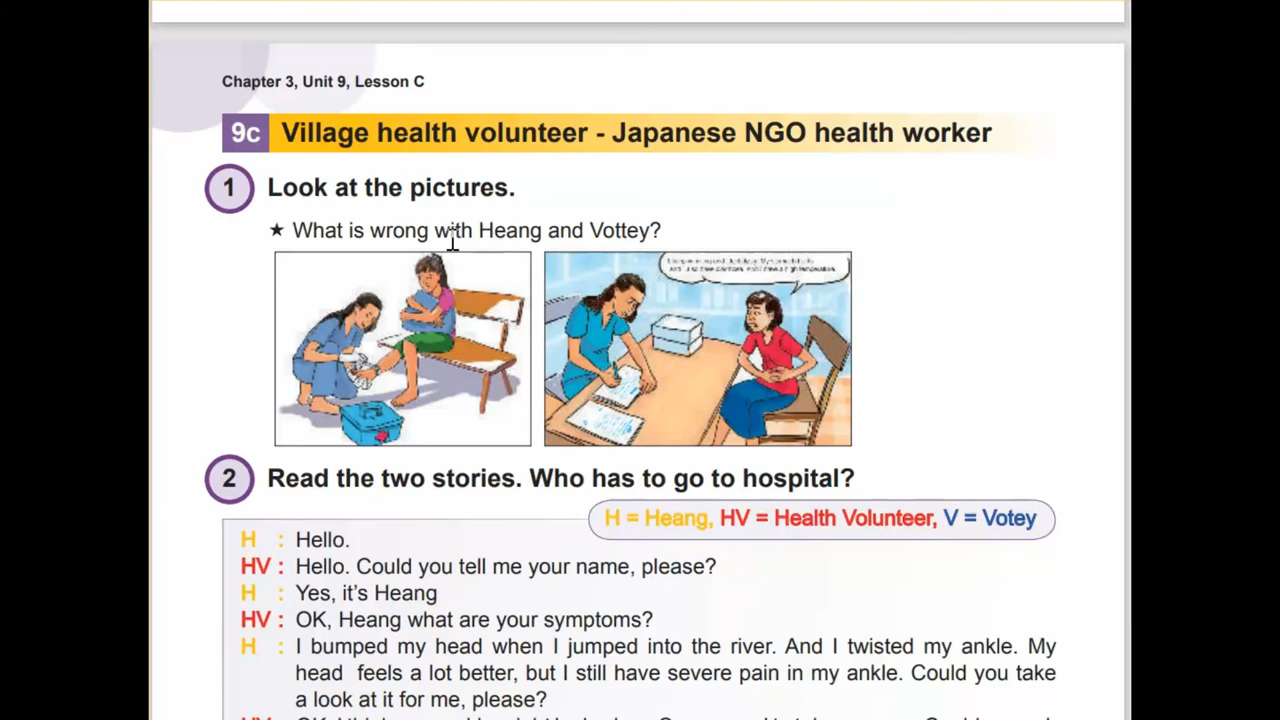 Chapter 3, Unit 9, Lesson C
9c Village health volunteer - Japanese NGO health worker
1 Look at the pictures.
★ What is wrong with Heang and Vottey?
2 Read the two stories. Who has to go to hospital?
H = Heang, HV = Health Volunteer, V = Votey
H : Hello.
HV : Hello. Could you tell me your name, please?
H : Yes, it's Heang
HV : OK, Heang what are your symptoms?
H : I bumped my head when I jumped into the river. And I twisted my ankle. My
head feels a lot better, but I still have severe pain in my ankle. Could you take
a look at it for me, please?